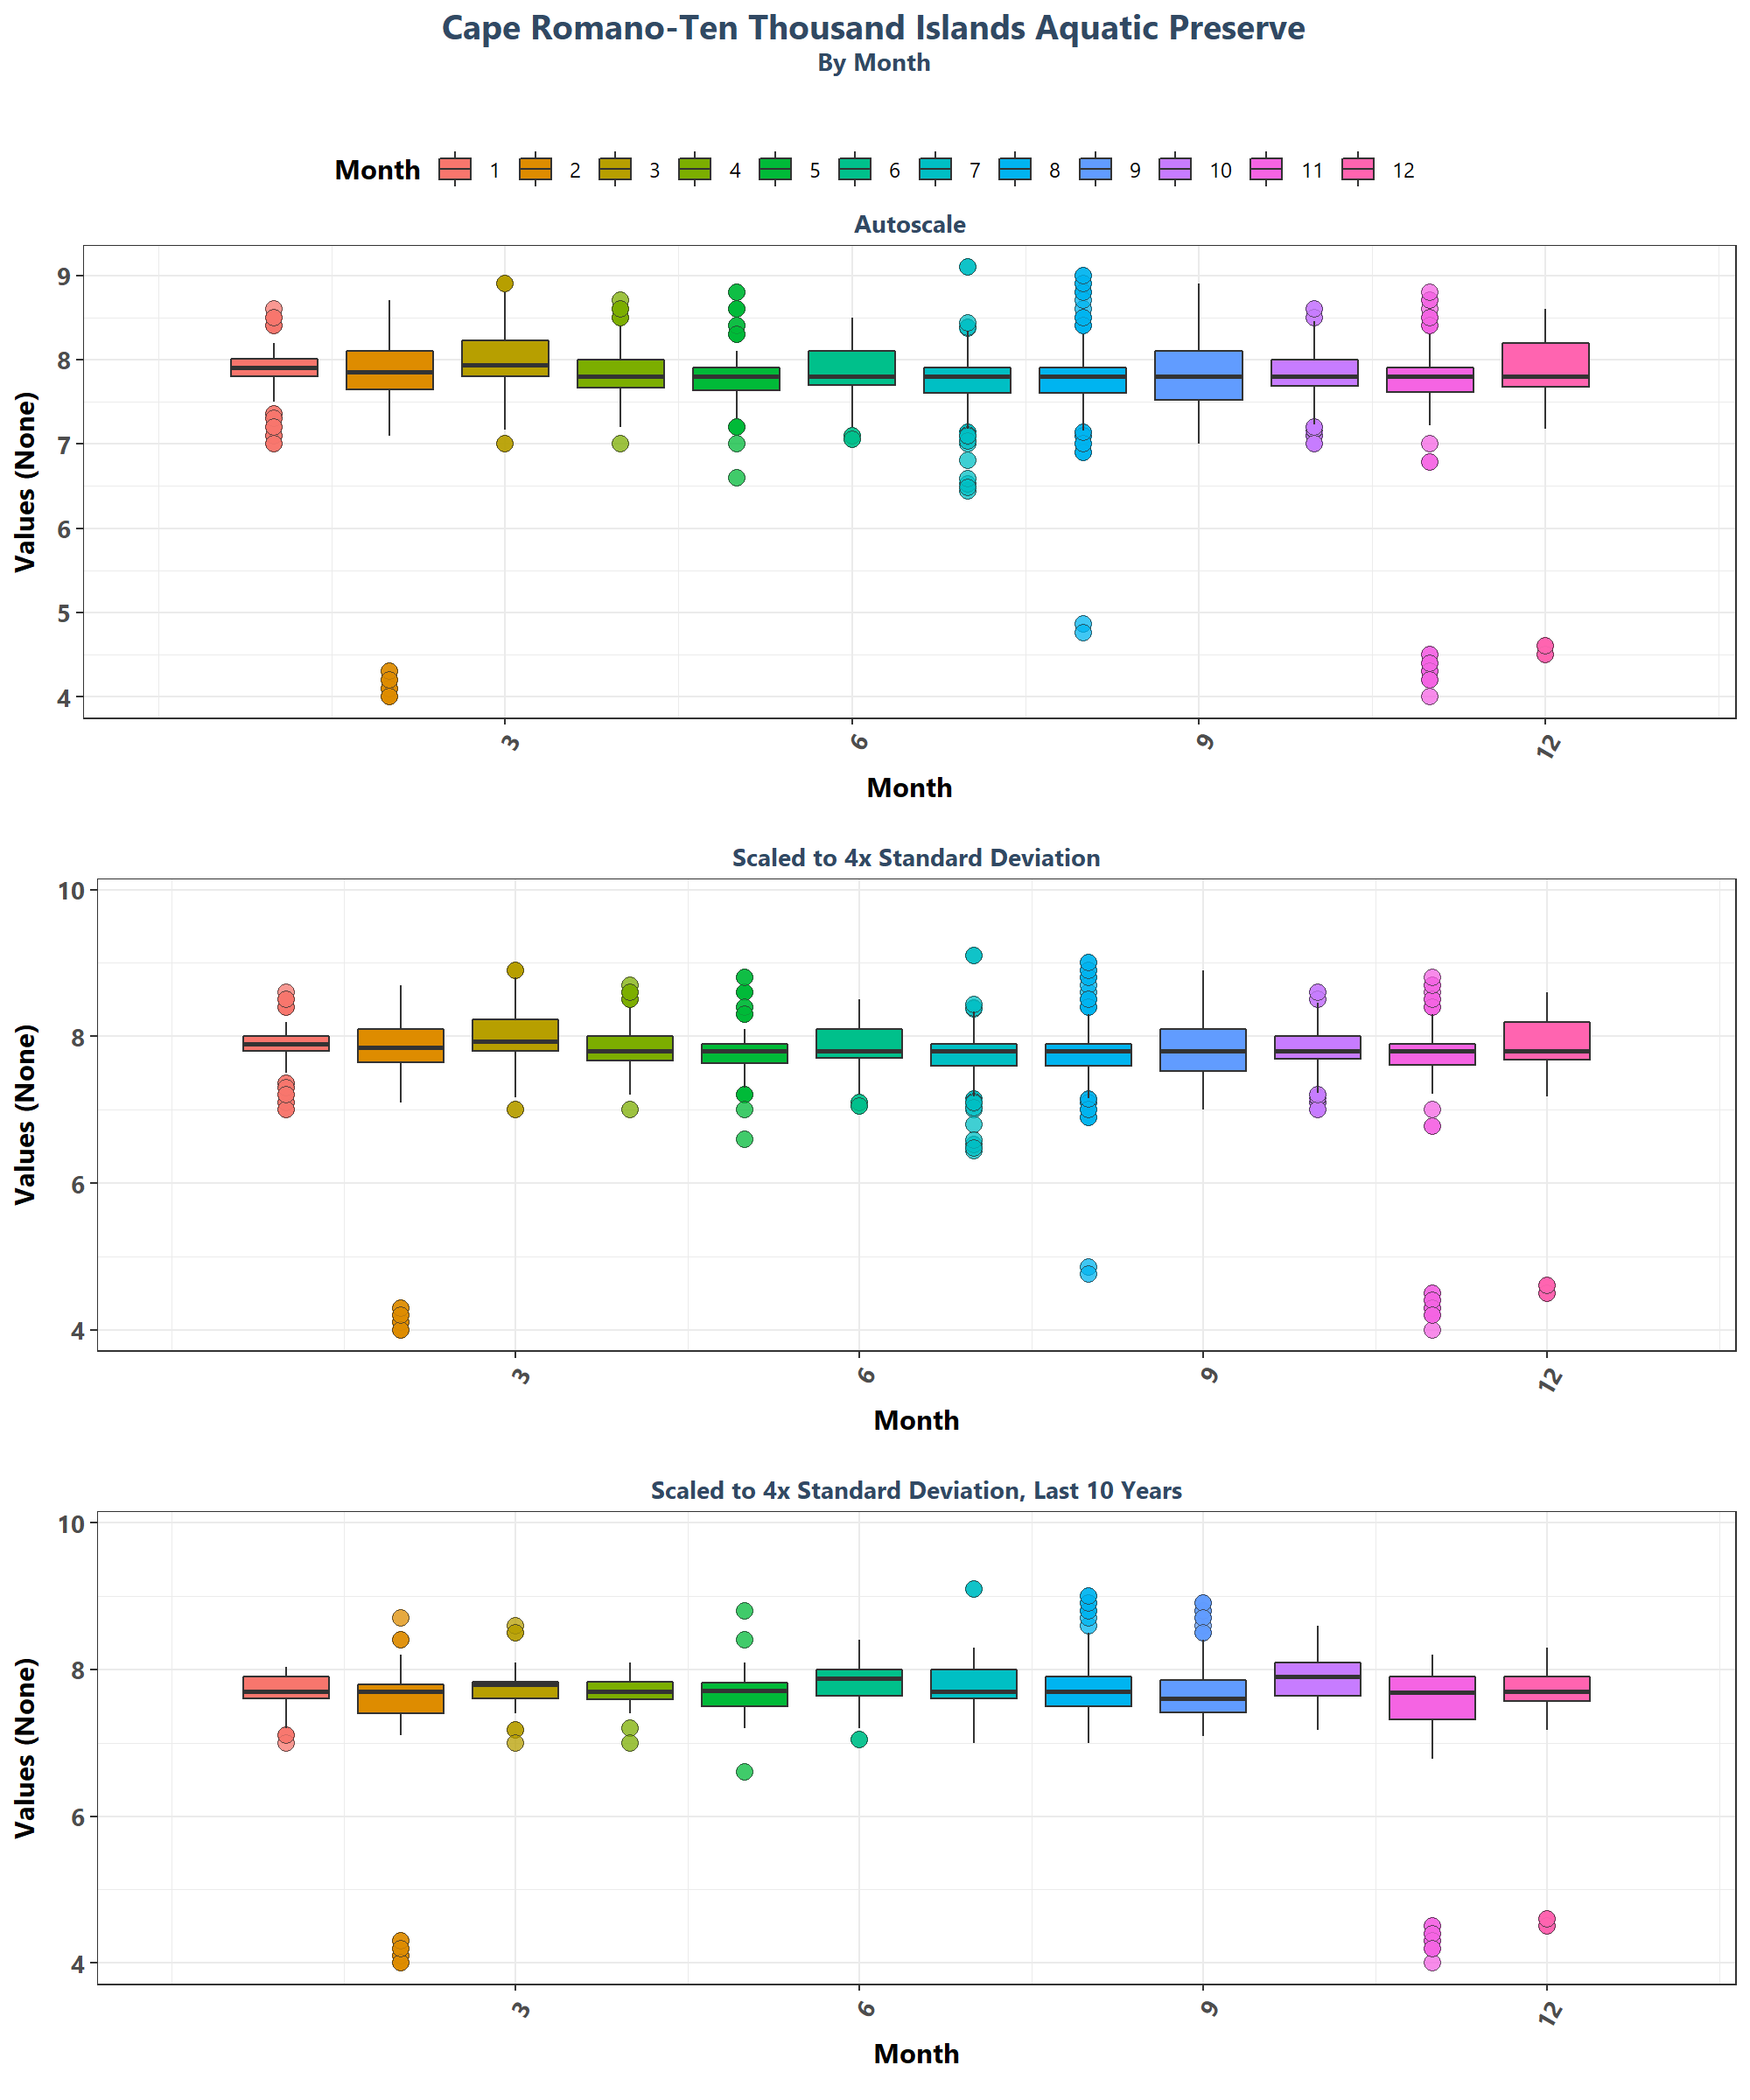 Cape Romano-Ten Thousand Islands Aquatic Preserve
By Month
Month 1 2 3 4 5 6 7 8 9 10 11 12
Autoscale
9
8
7
6
5
4
Values (None)
3 6 9 12
Month
Scaled to 4x Standard Deviation
10
8
6
4
Values (None)
3 6 9 12
Month
Scaled to 4x Standard Deviation, Last 10 Years
10
8
6
4
Values (None)
3 6 9 12
Month